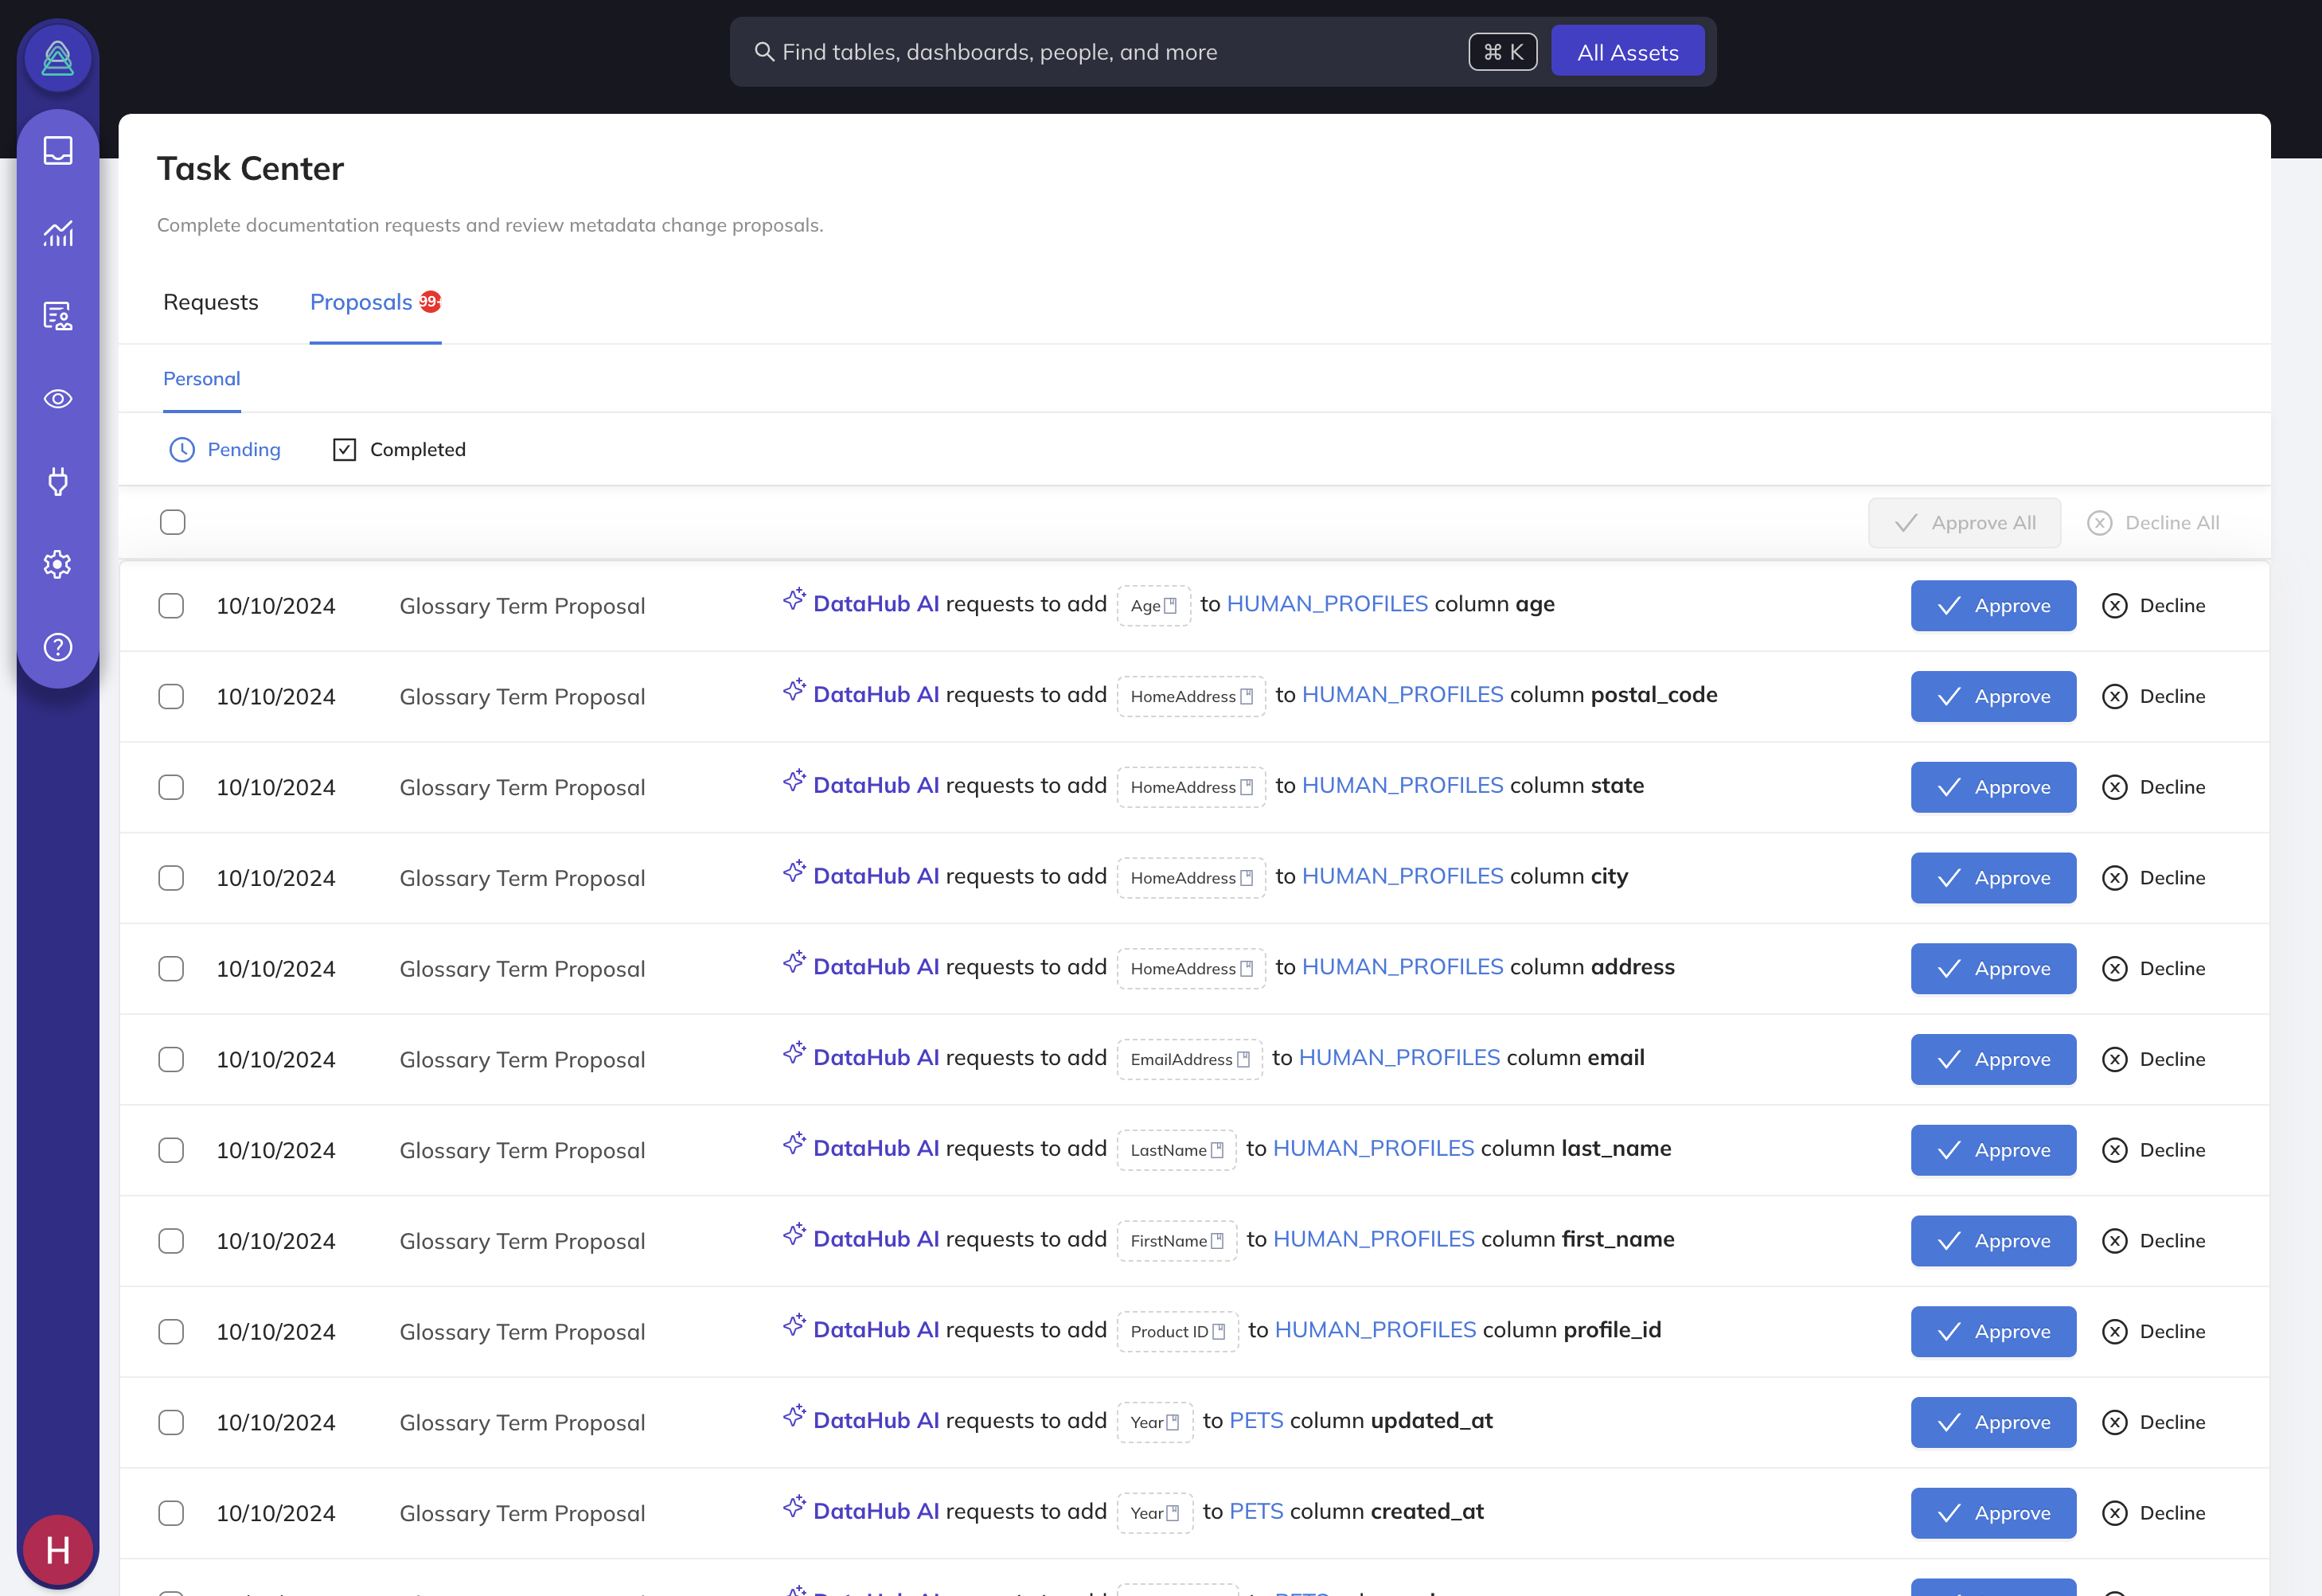 Find tables, dashboards, people, and more ⌘ K All Assets
Task Center
Complete documentation requests and review metadata change proposals.
Requests Proposals 99+
Personal
Pending Completed
Approve All Decline All
10/10/2024 Glossary Term Proposal DataHub AI requests to add Age to HUMAN_PROFILES column age Approve Decline
10/10/2024 Glossary Term Proposal DataHub AI requests to add HomeAddress to HUMAN_PROFILES column postal_code Approve Decline
10/10/2024 Glossary Term Proposal DataHub AI requests to add HomeAddress to HUMAN_PROFILES column state Approve Decline
10/10/2024 Glossary Term Proposal DataHub AI requests to add HomeAddress to HUMAN_PROFILES column city Approve Decline
10/10/2024 Glossary Term Proposal DataHub AI requests to add HomeAddress to HUMAN_PROFILES column address Approve Decline
10/10/2024 Glossary Term Proposal DataHub AI requests to add EmailAddress to HUMAN_PROFILES column email Approve Decline
10/10/2024 Glossary Term Proposal DataHub AI requests to add LastName to HUMAN_PROFILES column last_name Approve Decline
10/10/2024 Glossary Term Proposal DataHub AI requests to add FirstName to HUMAN_PROFILES column first_name Approve Decline
10/10/2024 Glossary Term Proposal DataHub AI requests to add Product ID to HUMAN_PROFILES column profile_id Approve Decline
10/10/2024 Glossary Term Proposal DataHub AI requests to add Year to PETS column updated_at Approve Decline
10/10/2024 Glossary Term Proposal DataHub AI requests to add Year to PETS column created_at Approve Decline
H